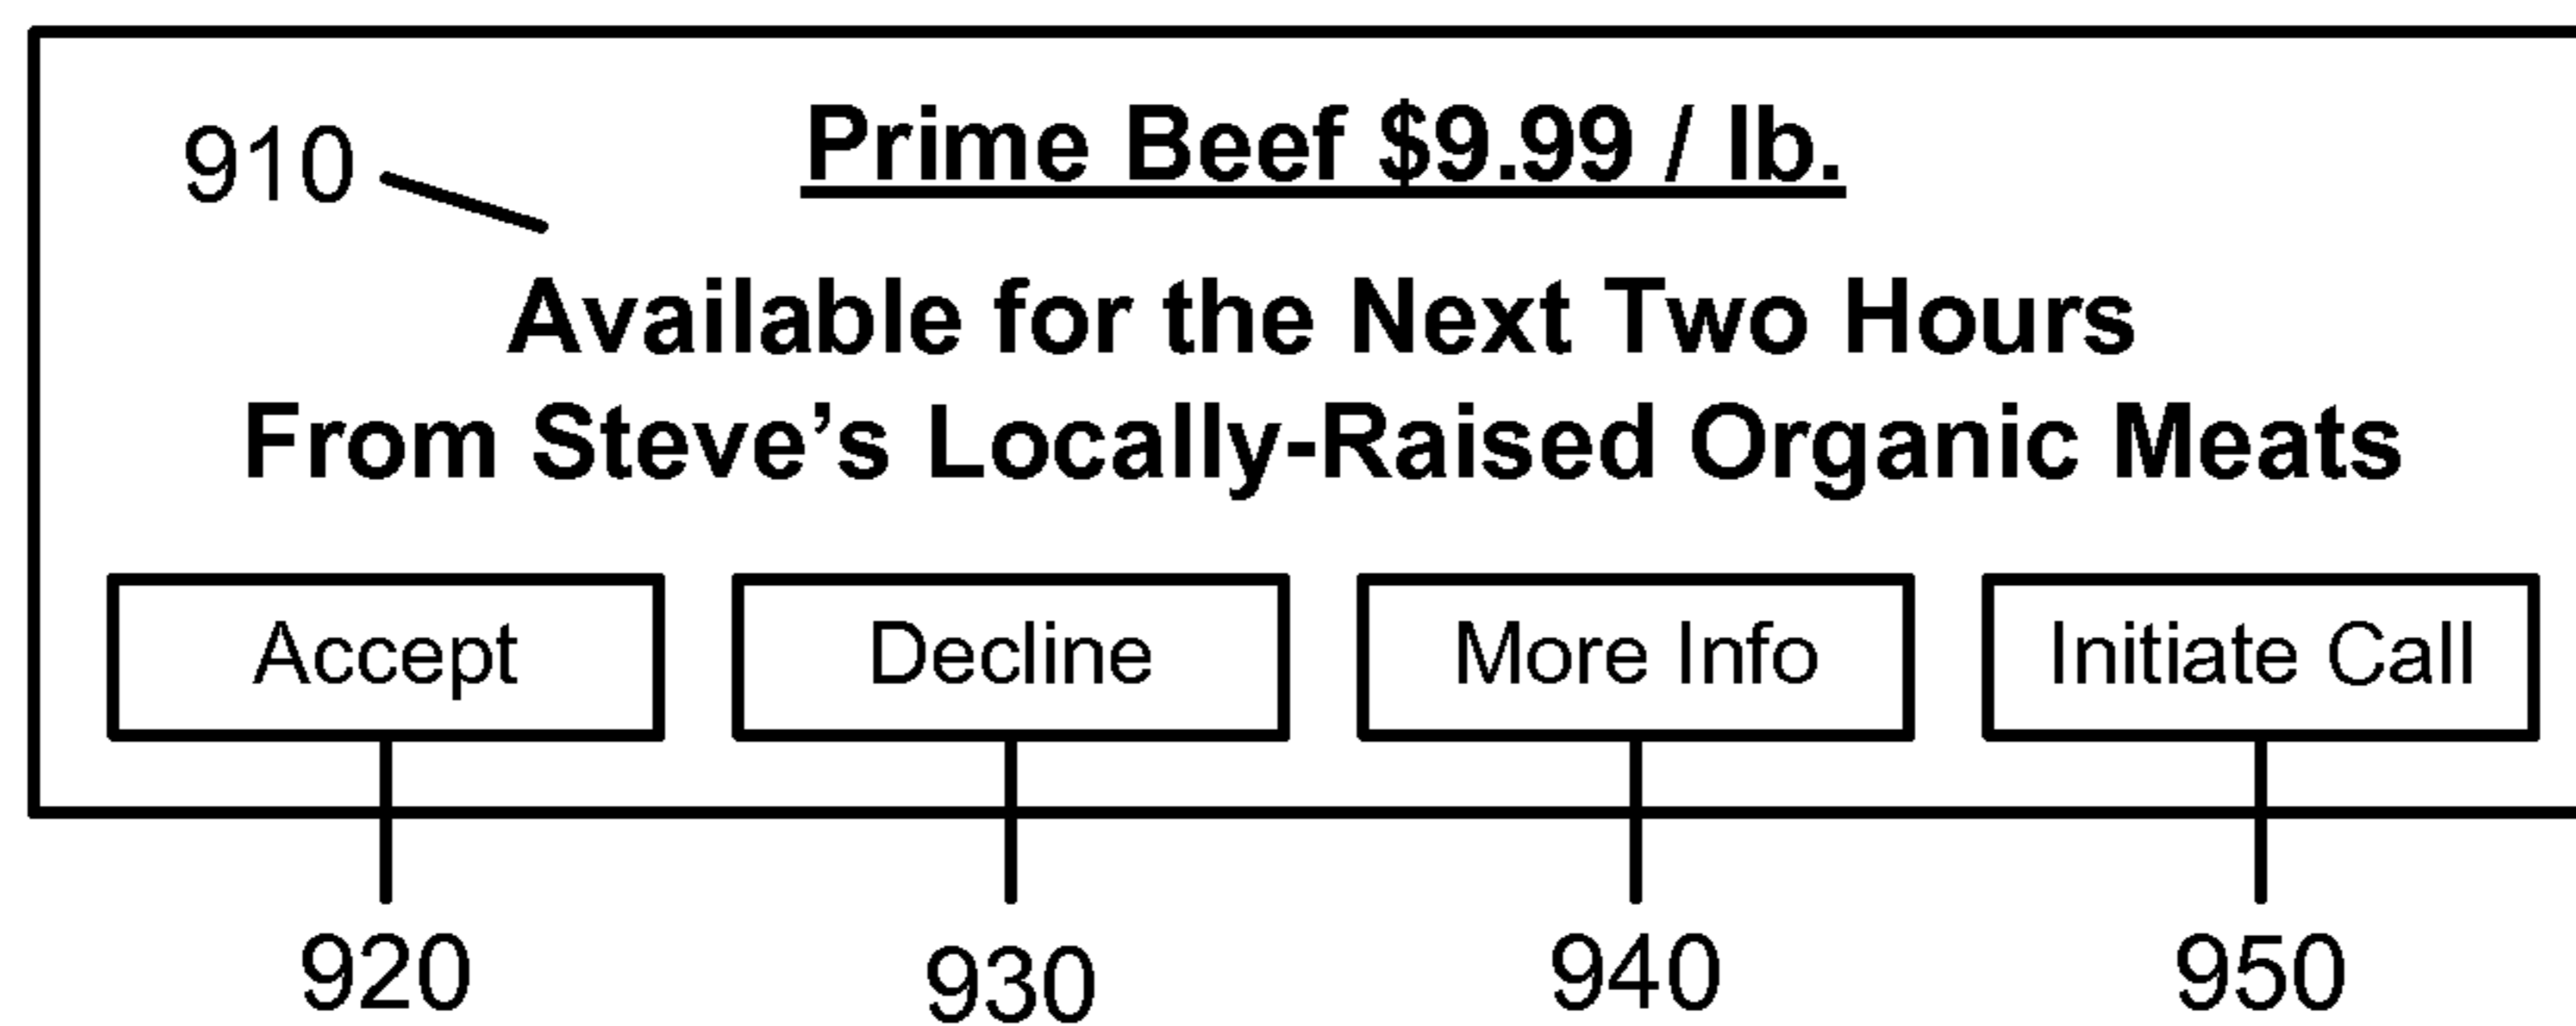 Prime Beef $9.99 / lb.
910
Available for the Next Two Hours
From Steve's Locally-Raised Organic Meats
Accept Decline More Info Initiate Call
920 930 940 950